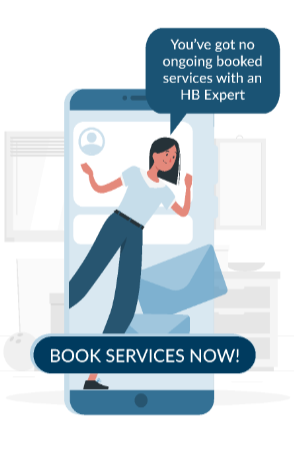 You've got no
ongoing booked
services with an
HB Expert
BOOK SERVICES NOW!